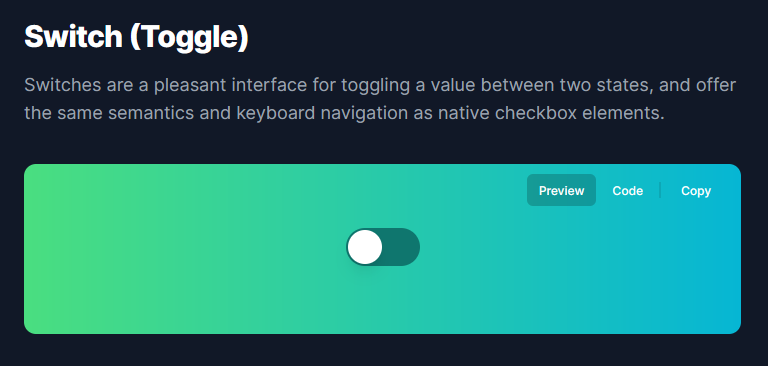 Switch (Toggle)
Switches are a pleasant interface for toggling a value between two states, and offer
the same semantics and keyboard navigation as native checkbox elements.
Preview Code Copy